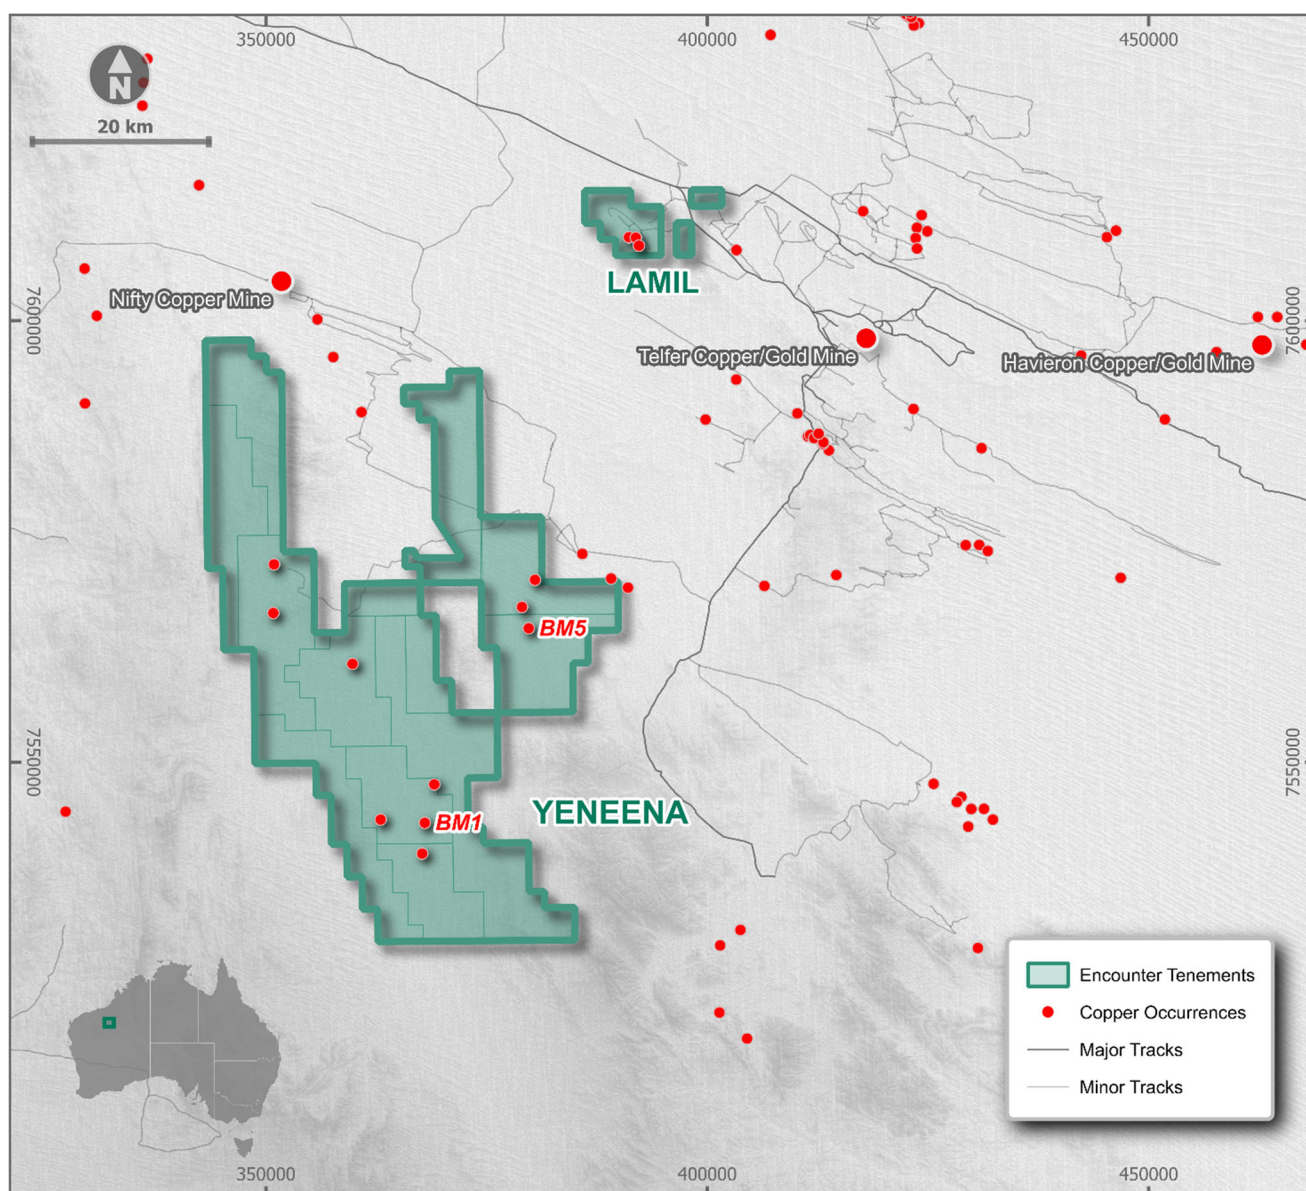 350000
400000
450000
N
20 km
LAMIL
Nifty Copper Mine
7600000
7600000
Telfer Copper/Gold Mine
Havieron Copper/Gold Mine
BM5
7550000
7550000
YENEENA
BM1
Encounter Tenements
Copper Occurrences
Major Tracks
Minor Tracks
350000
400000
450000